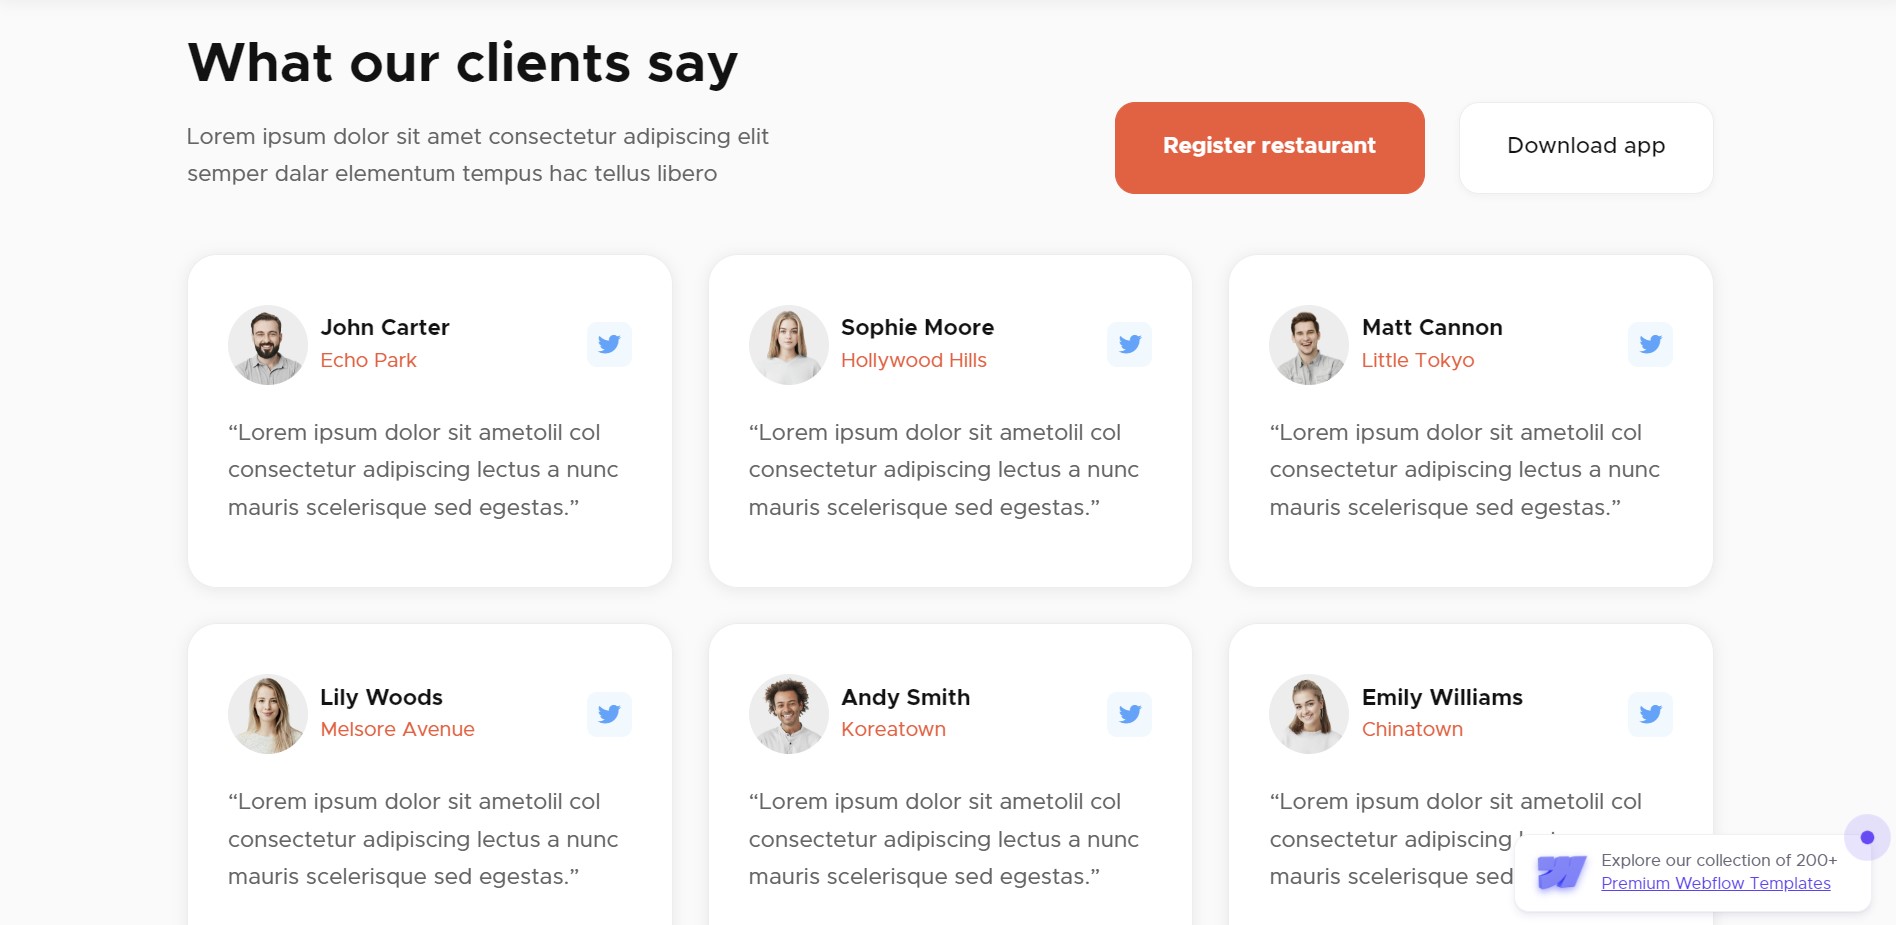 What our clients say
Lorem ipsum dolor sit amet consectetur adipiscing elit
semper dalar elementum tempus hac tellus libero
Register restaurant
Download app
John Carter
Echo Park
“Lorem ipsum dolor sit ametolil col
consectetur adipiscing lectus a nunc
mauris scelerisque sed egestas.”
Sophie Moore
Hollywood Hills
“Lorem ipsum dolor sit ametolil col
consectetur adipiscing lectus a nunc
mauris scelerisque sed egestas.”
Matt Cannon
Little Tokyo
“Lorem ipsum dolor sit ametolil col
consectetur adipiscing lectus a nunc
mauris scelerisque sed egestas.”
Lily Woods
Melsore Avenue
“Lorem ipsum dolor sit ametolil col
consectetur adipiscing lectus a nunc
mauris scelerisque sed egestas.”
Andy Smith
Koreatown
“Lorem ipsum dolor sit ametolil col
consectetur adipiscing lectus a nunc
mauris scelerisque sed egestas.”
Emily Williams
Chinatown
“Lorem ipsum dolor sit ametolil col
consectetur adipiscing
mauris scelerisque sed
Explore our collection of 200+
Premium Webflow Templates